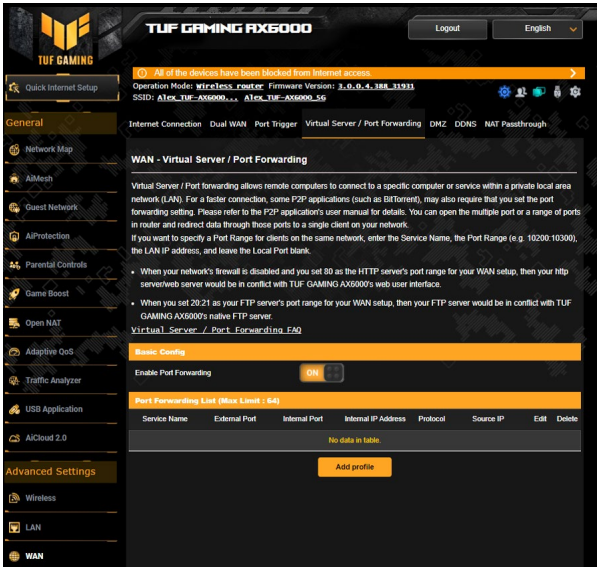 TUF GAMING
TUF GAMING AX6000
Logout
English
All of the devices have been blocked from Internet access.
Quick Internet Setup
Operation Mode: Wireless router Firmware Version: 3.0.0.4.388_31931
SSID: Alex_TUF-AX6000... Alex_TUF-AX6000_5G
General
Internet Connection Dual WAN Port Trigger Virtual Server / Port Forwarding DMZ DDNS NAT Passthrough
Network Map
AiMesh
Guest Network
AiProtection
Parental Controls
Game Boost
Open NAT
Adaptive QoS
Traffic Analyzer
USB Application
AiCloud 2.0
Advanced Settings
Wireless
LAN
WAN
WAN - Virtual Server / Port Forwarding
Virtual Server / Port forwarding allows remote computers to connect to a specific computer or service within a private local area
network (LAN). For a faster connection, some P2P applications (such as BitTorrent), may also require that you set the port
forwarding setting. Please refer to the P2P application's user manual for details. You can open the multiple port or a range of ports
in router and redirect data through those ports to a single client on your network.
If you want to specify a Port Range for clients on the same network, enter the Service Name, the Port Range (e.g. 10200:10300),
the LAN IP address, and leave the Local Port blank.
• When your network's firewall is disabled and you set 80 as the HTTP server's port range for your WAN setup, then your http
server/web server would be in conflict with TUF GAMING AX6000's web user interface.
• When you set 20:21 as your FTP server's port range for your WAN setup, then your FTP server would be in conflict with TUF
GAMING AX6000's native FTP server.
Virtual Server / Port Forwarding FAQ
Basic Config
Enable Port Forwarding ON
Port Forwarding List (Max Limit : 64)
Service Name External Port Internal Port Internal IP Address Protocol Source IP Edit Delete
No data in table.
Add profile